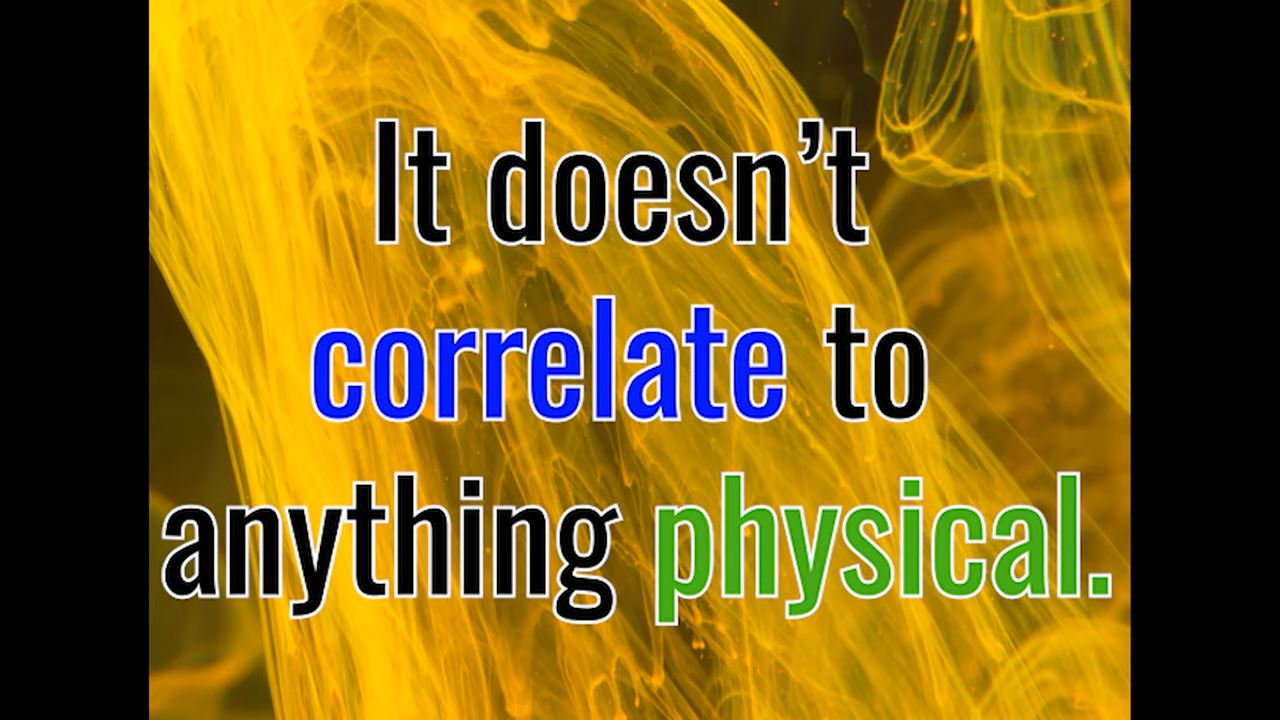 It doesn’t
correlate to
anything physical.